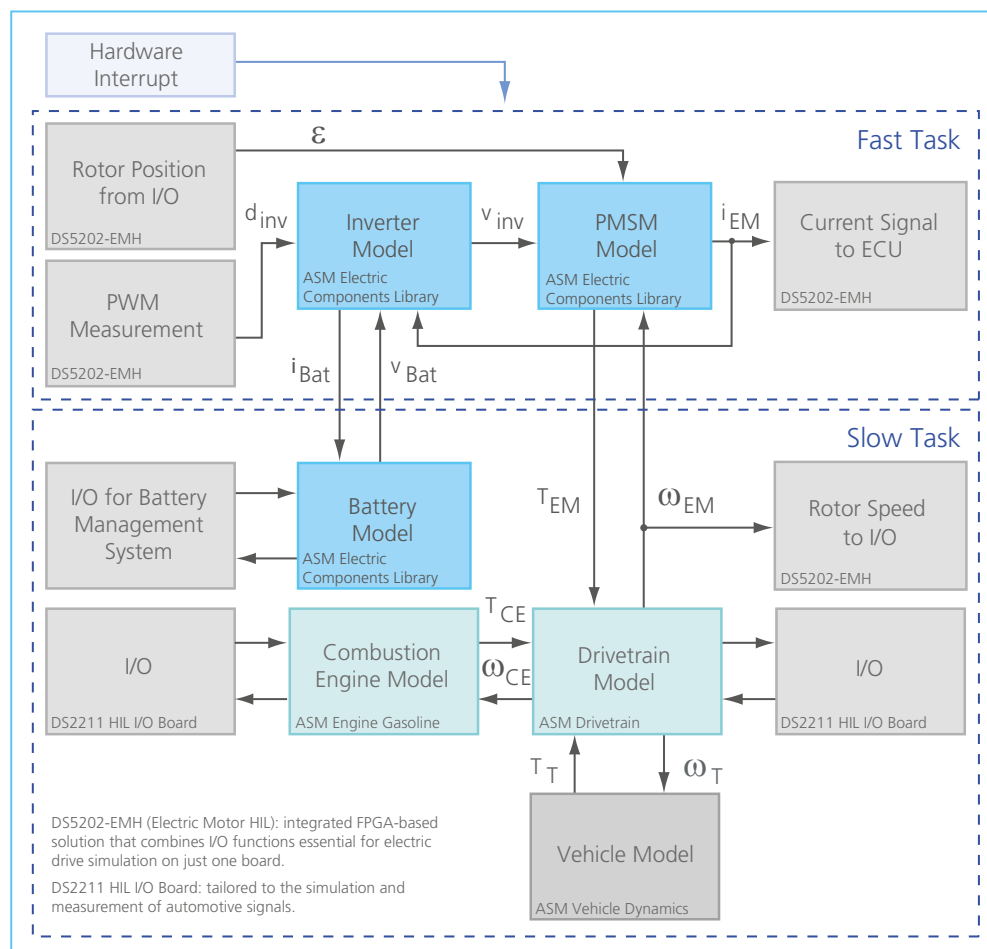 Hardware
Interrupt
Fast Task
ε
Rotor Position
from I/O
DS5202-EMH
d inv
Inverter
Model
ASM Electric
Components Library
v inv
PMSM
Model
ASM Electric
Components Library
i EM
Current Signal
to ECU
DS5202-EMH
PWM
Measurement
DS5202-EMH
i Bat
v Bat
Slow Task
I/O for Battery
Management
System
Battery
Model
ASM Electric
Components Library
T EM
ω EM
Rotor Speed
to I/O
DS5202-EMH
I/O
DS2211 HIL I/O Board
Combustion
Engine Model
ASM Engine Gasoline
T CE
ω CE
Drivetrain
Model
ASM Drivetrain
I/O
DS2211 HIL I/O Board
T T
ω T
Vehicle Model
ASM Vehicle Dynamics
DS5202-EMH (Electric Motor HIL): integrated FPGA-based
solution that combines I/O functions essential for electric
drive simulation on just one board.
DS2211 HIL I/O Board: tailored to the simulation and
measurement of automotive signals.